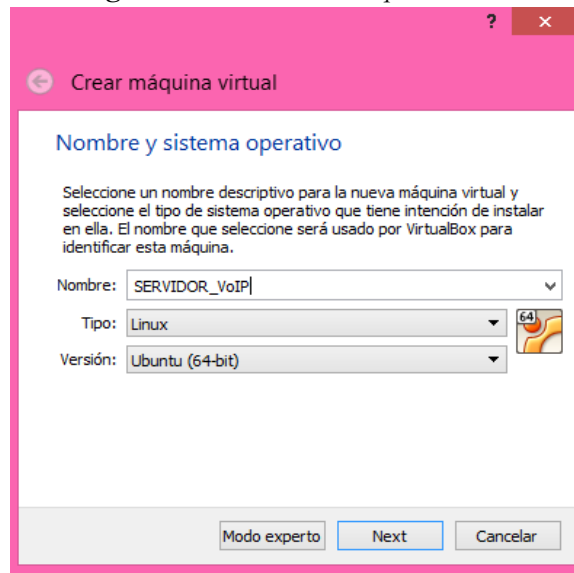 ?
Crear máquina virtual
Nombre y sistema operativo
Seleccione un nombre descriptivo para la nueva máquina virtual y
seleccione el tipo de sistema operativo que tiene intención de instalar
en ella. El nombre que seleccione será usado por VirtualBox para
identificar esta máquina.
Nombre: SERVIDOR_VoIP
Tipo: Linux
64
Versión: Ubuntu (64-bit)
Modo experto Next Cancelar